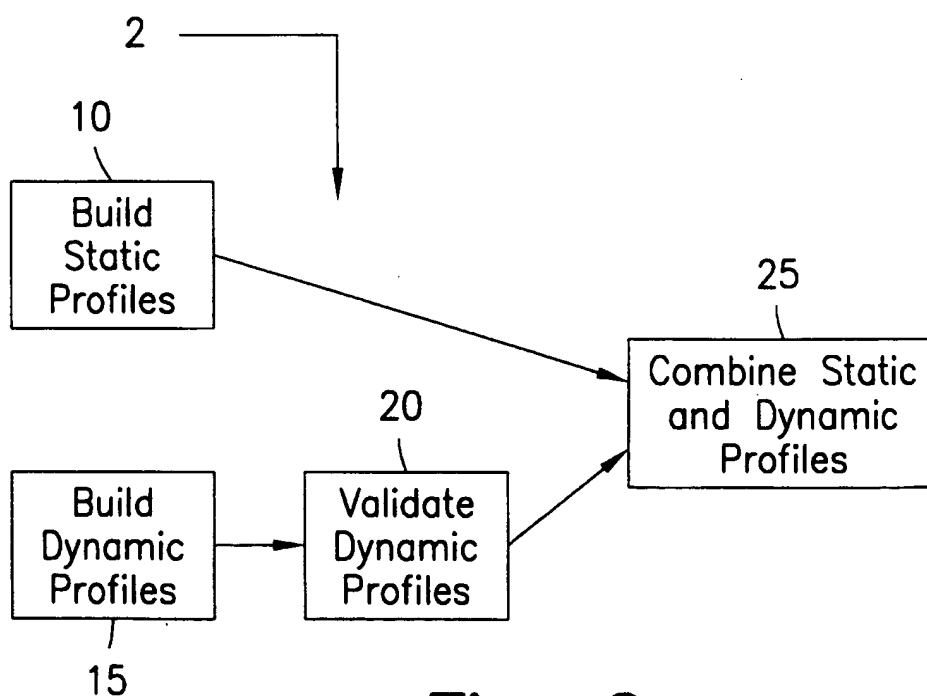 2
10
Build
Static
Profiles
25
Combine Static
and Dynamic
Profiles
20
Build
Dynamic
Profiles
15
Validate
Dynamic
Profiles